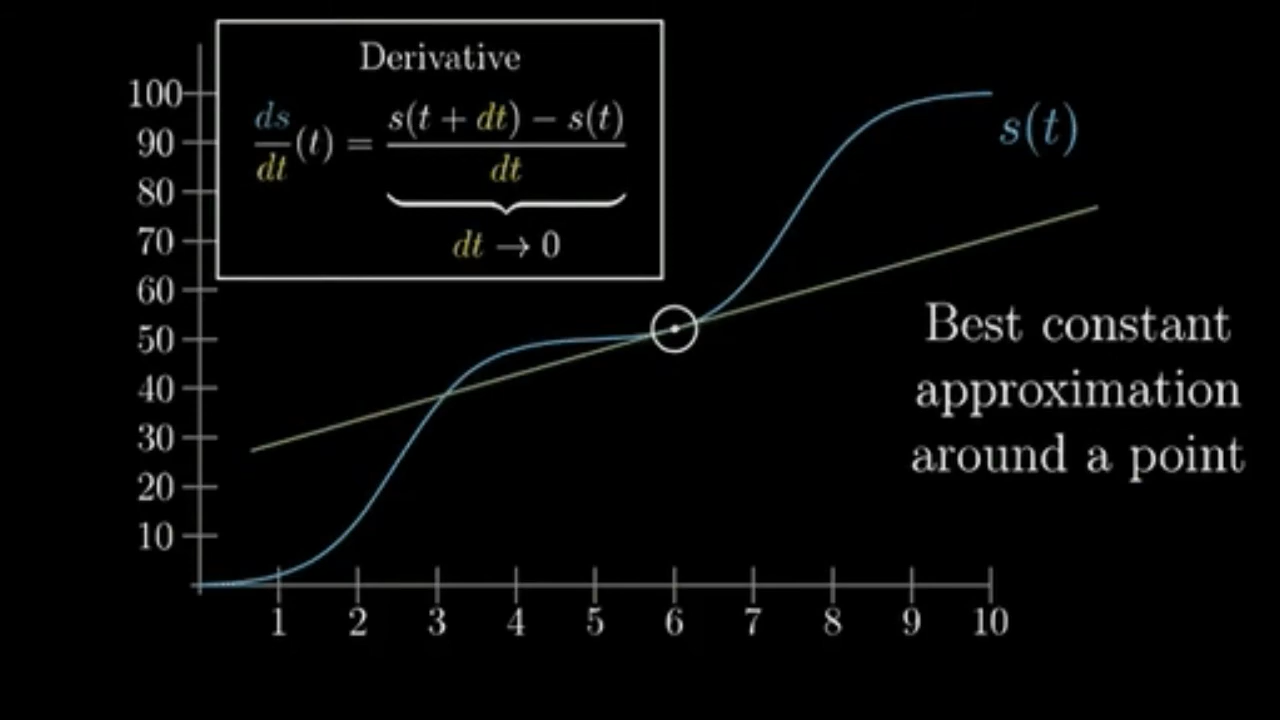 Derivative
ds/dt (t) = s(t + dt) − s(t) / dt
dt → 0
s(t)
Best constant
approximation
around a point
100
90
80
70
60
50
40
30
20
10
1 2 3 4 5 6 7 8 9 10